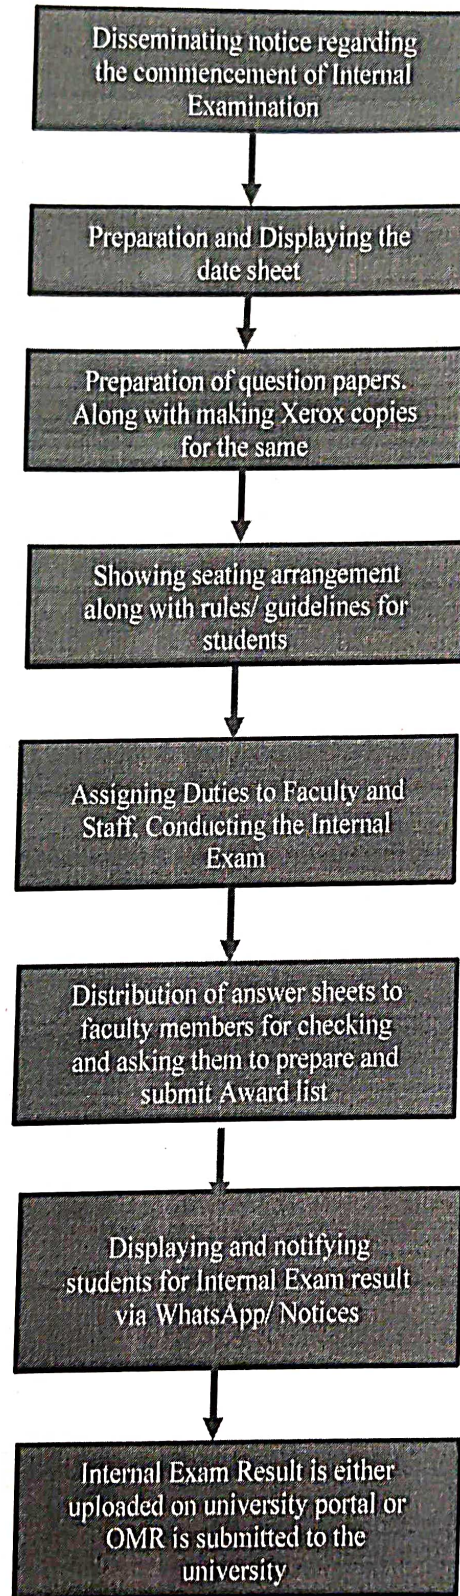 Disseminating notice regarding
the commencement of Internal
Examination
Preparation and Displaying the
date sheet
Preparation of question papers.
Along with making Xerox copies
for the same
Showing seating arrangement
along with rules/ guidelines for
students
Assigning Duties to Faculty and
Staff, Conducting the Internal
Exam
Distribution of answer sheets to
faculty members for checking
and asking them to prepare and
submit Award list
Displaying and notifying
students for Internal Exam result
via WhatsApp/ Notices
Internal Exam Result is either
uploaded on university portal or
OMR is submitted to the
university